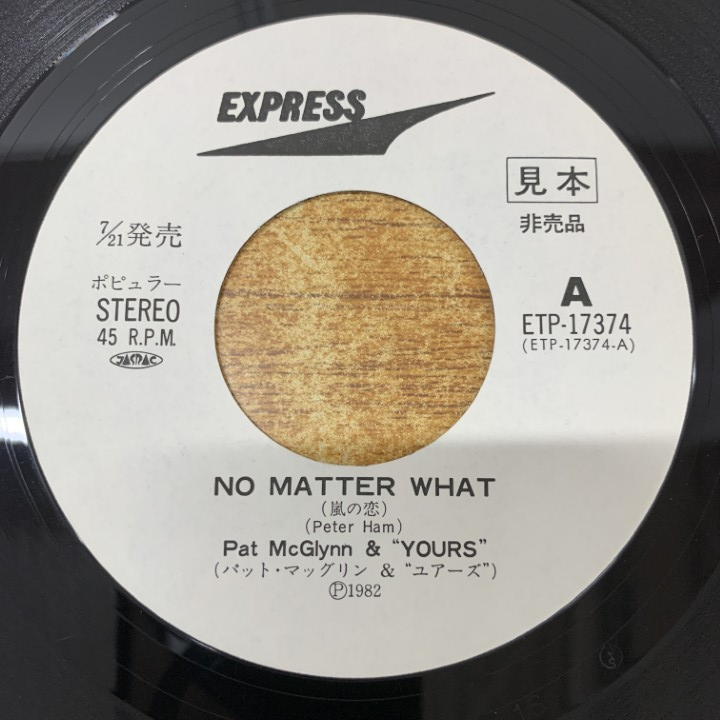 EXPRESS
見本
非売品
7/21発売
ポピュラー
STEREO
45 R.P.M.
JASRAC
A
ETP-17374
(ETP-17374-A)
NO MATTER WHAT
(嵐の恋)
(Peter Ham)
Pat McGlynn & "YOURS"
(パット・マッグリン & "ユアーズ")
Ⓟ1982